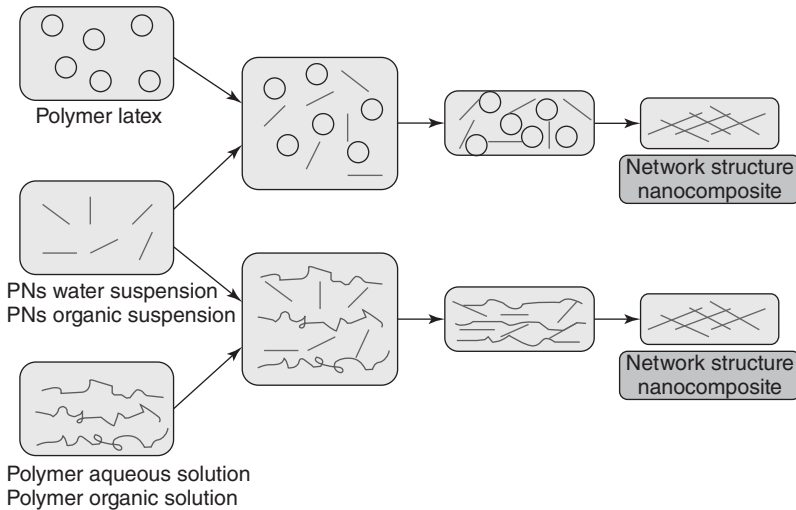 Polymer latex
Network structure
nanocomposite
PNs water suspension
PNs organic suspension
Network structure
nanocomposite
Polymer aqueous solution
Polymer organic solution